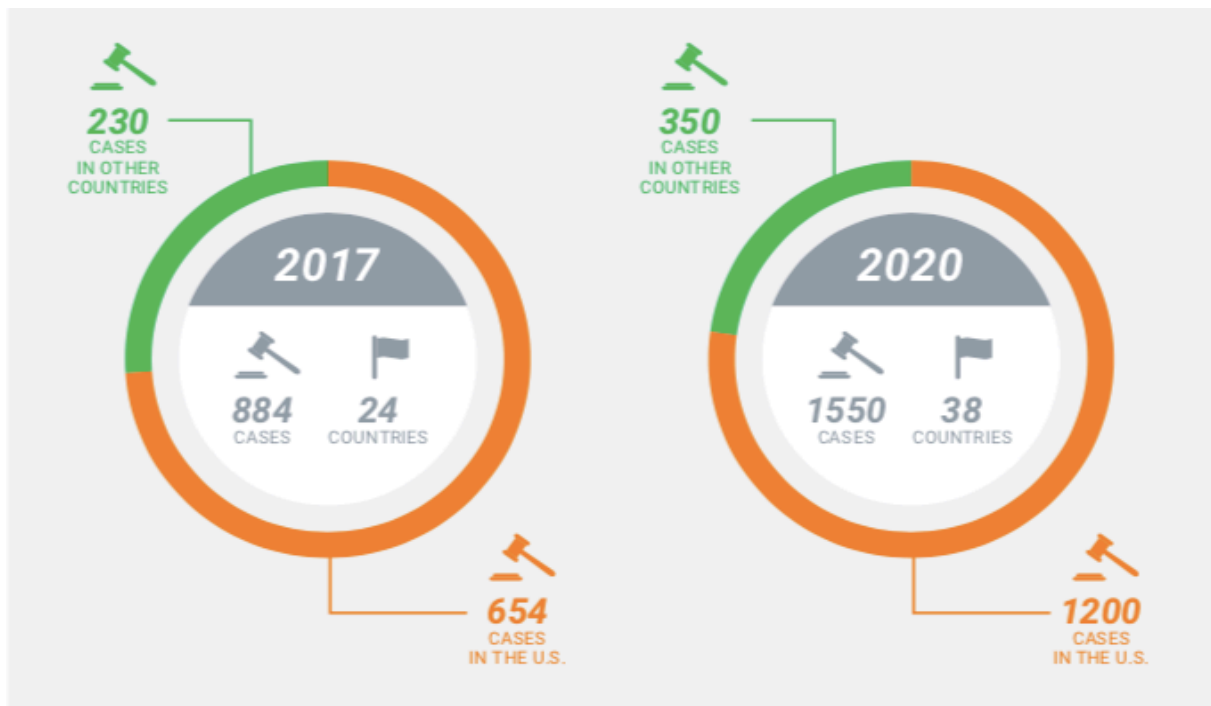 230
CASES
IN OTHER
COUNTRIES
2017
884
CASES
24
COUNTRIES
654
CASES
IN THE U.S.
350
CASES
IN OTHER
COUNTRIES
2020
1550
CASES
38
COUNTRIES
1200
CASES
IN THE U.S.